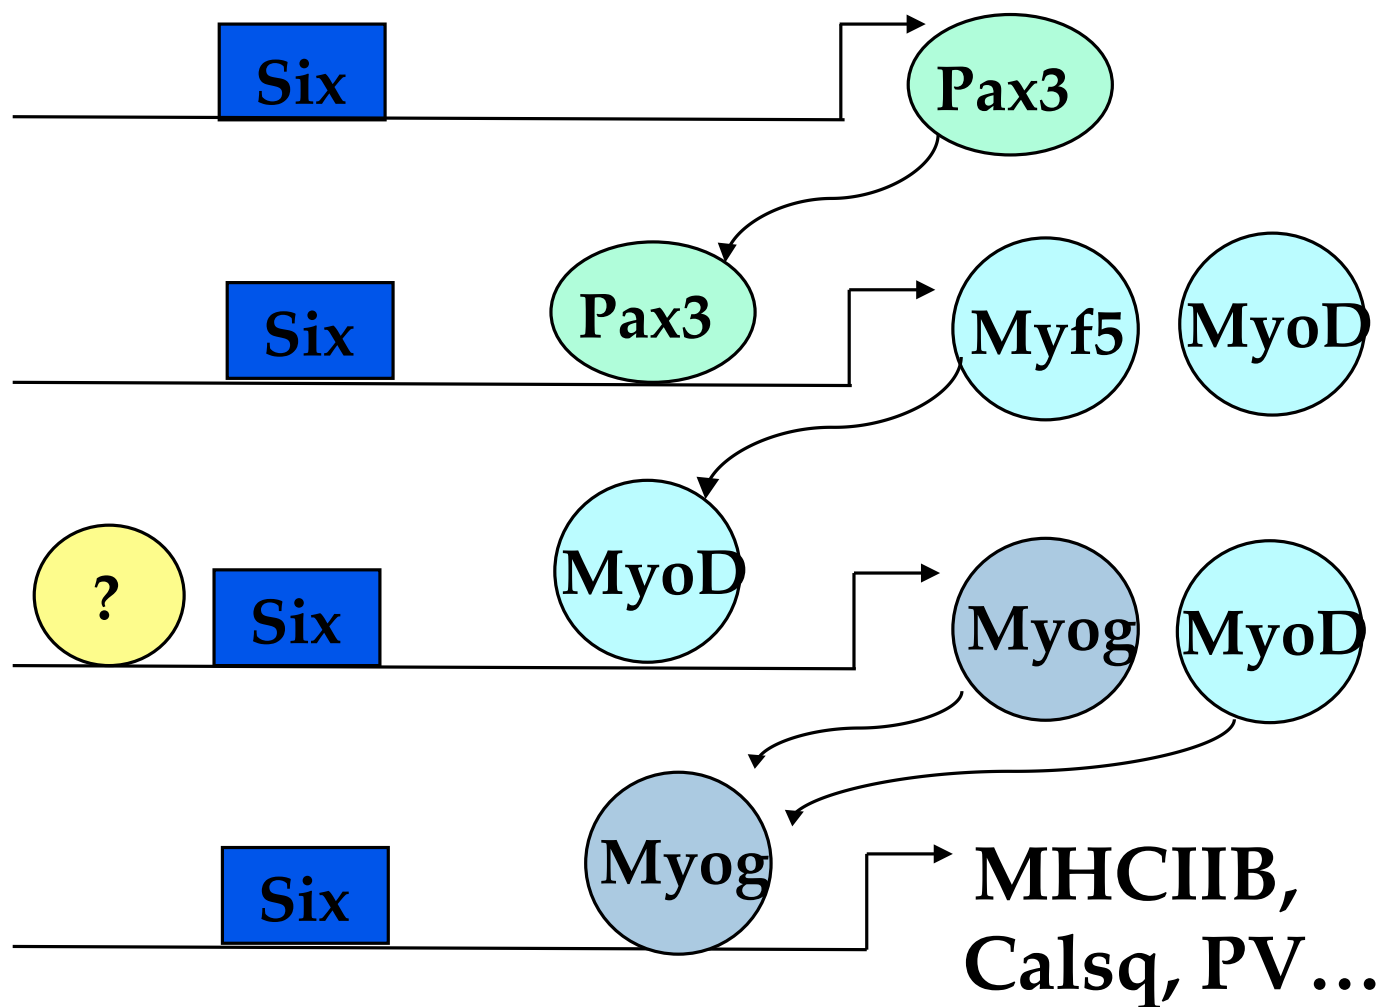 Six Pax3
Six Pax3 Myf5 MyoD
? Six MyoD Myog MyoD
Six Myog MHCIIB,
Calsq, PV...